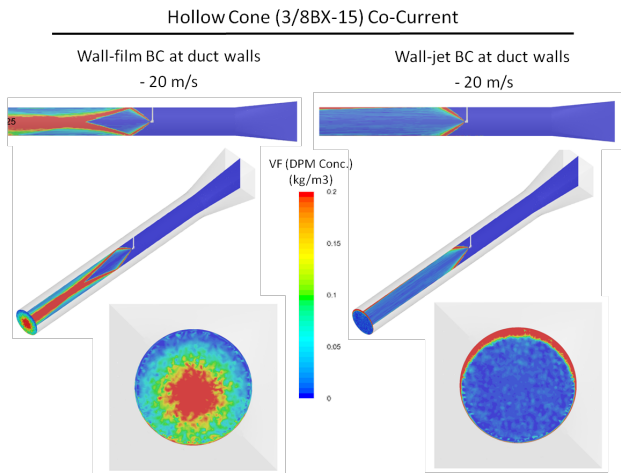 Hollow Cone (3/8BX-15) Co-Current
Wall-film BC at duct walls
- 20 m/s
Wall-jet BC at duct walls
- 20 m/s
25
VF (DPM Conc.)
(kg/m3)
0.2
0.15
0.1
0.05
0